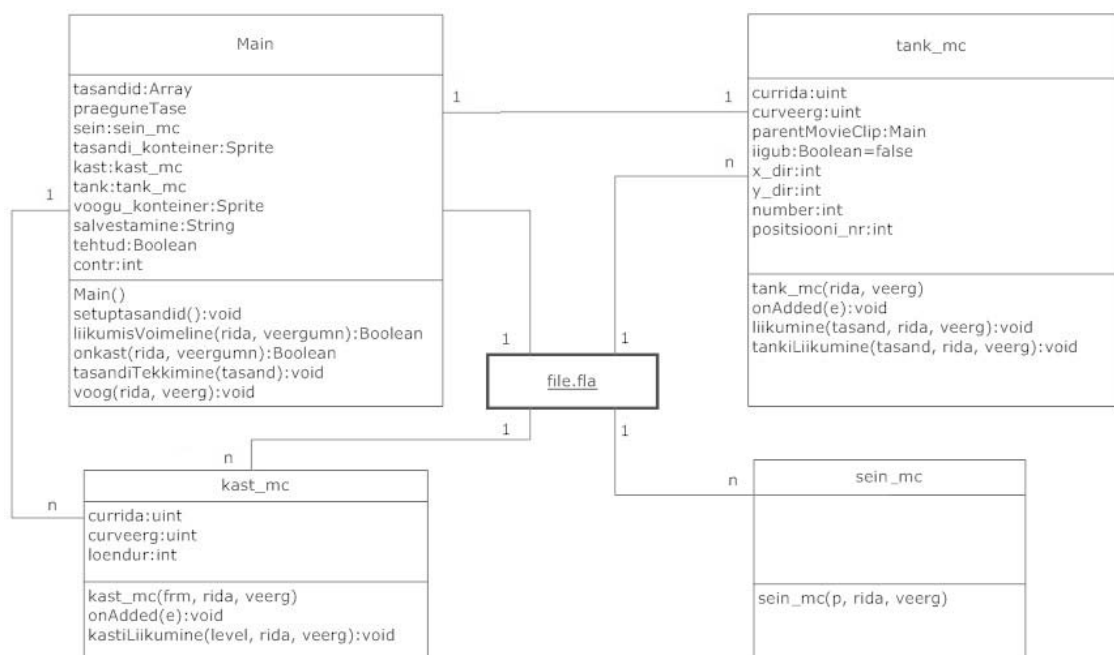 Main
tasandid:Array
praeguneTase
sein:sein_mc
tasandi_konteiner:Sprite
kast:kast_mc
tank:tank_mc
voogu_konteiner:Sprite
salvestamine:String
tehtud:Boolean
contr:int
Main()
setuptasandid():void
liikumisVoimeline(rida, veergumn):Boolean
onkast(rida, veergumn):Boolean
tasandiTekkimine(tasand):void
voog(rida, veerg):void
1
1
1
n
tank_mc
currida:uint
curveerg:uint
parentMovieClip:Main
iigub:Boolean=false
x_dir:int
y_dir:int
number:int
positsiooni_nr:int
tank_mc(rida, veerg)
onAdded(e):void
liikumine(tasand, rida, veerg):void
tankiLiikumine(tasand, rida, veerg):void
1
1
file.fla
1
1
n
n
n
kast_mc
currida:uint
curveerg:uint
loendur:int
kast_mc(frm, rida, veerg)
onAdded(e):void
kastiLiikumine(level, rida, veerg):void
sein_mc
sein_mc(p, rida, veerg)